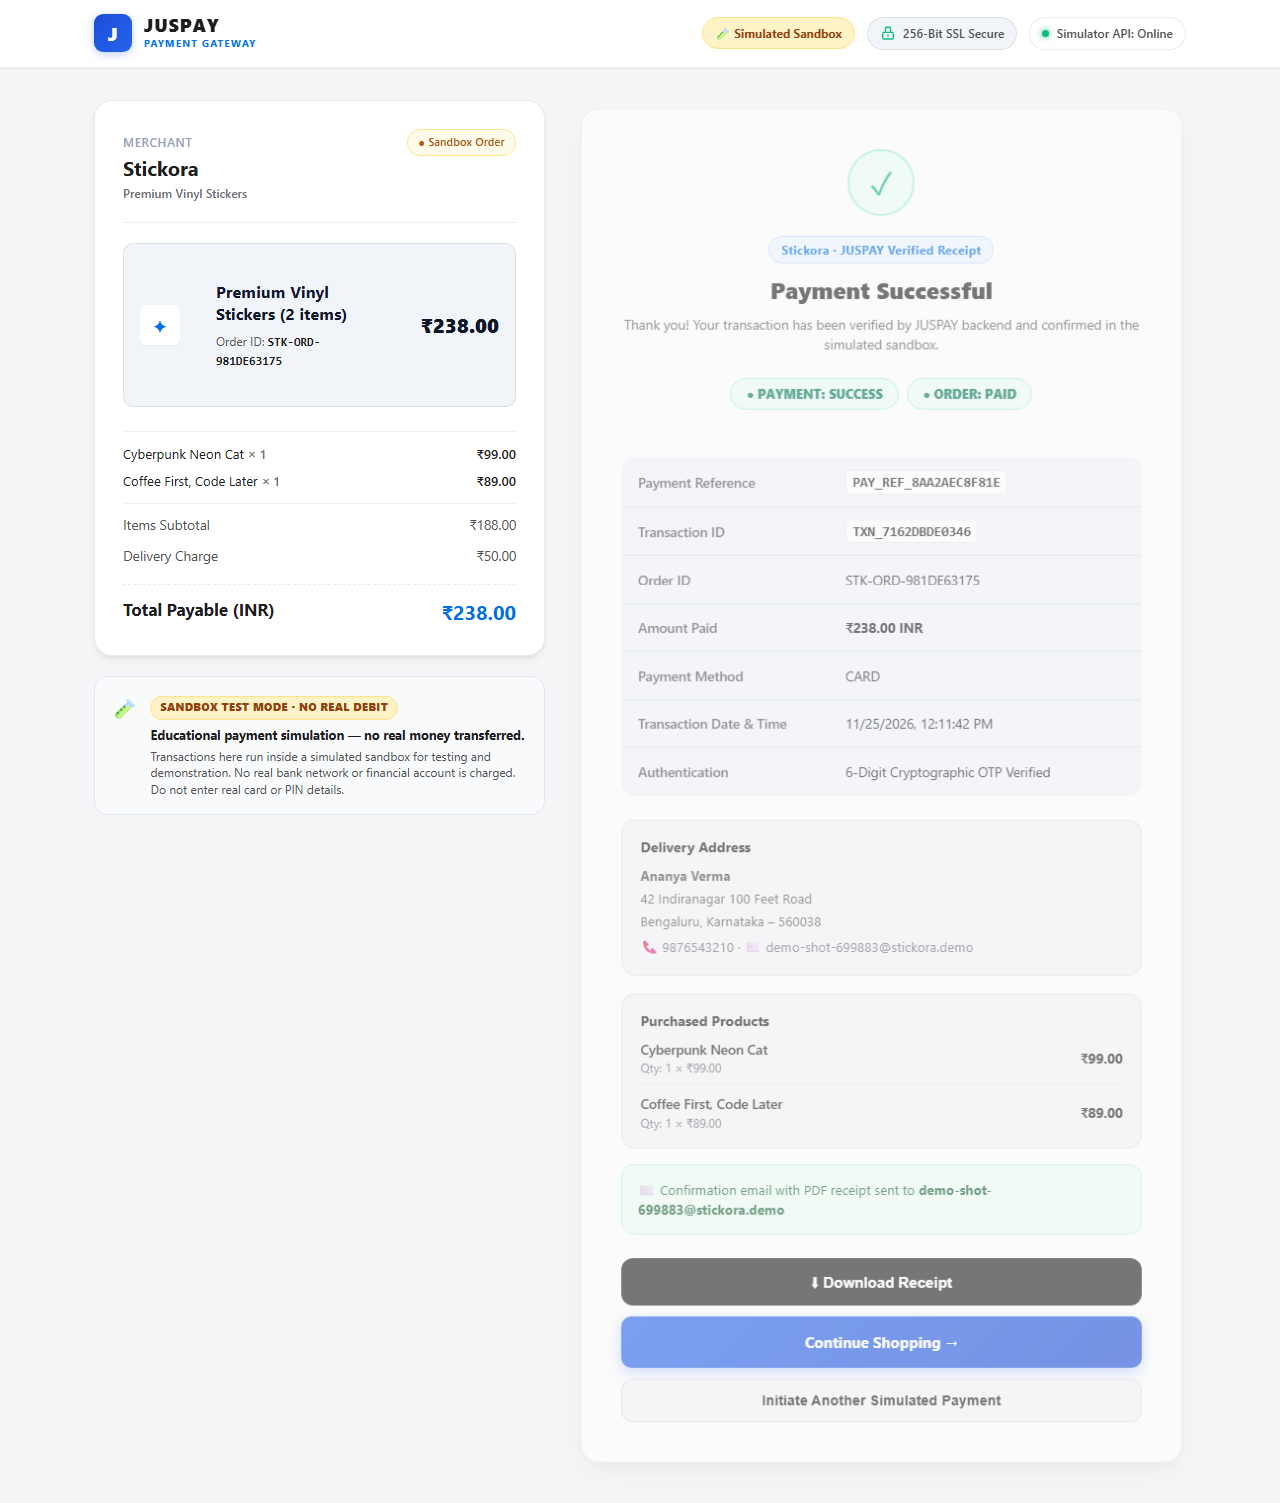 J JUSPAY
PAYMENT GATEWAY
Simulated Sandbox
256-Bit SSL Secure
Simulator API: Online
MERCHANT
Stickora
Premium Vinyl Stickers
● Sandbox Order
Premium Vinyl
Stickers (2 items)
Order ID: STK-ORD-
981DE63175
₹238.00
Cyberpunk Neon Cat × 1 ₹99.00
Coffee First, Code Later × 1 ₹89.00
Items Subtotal ₹188.00
Delivery Charge ₹50.00
Total Payable (INR) ₹238.00
SANDBOX TEST MODE · NO REAL DEBIT
Educational payment simulation — no real money transferred.
Transactions here run inside a simulated sandbox for testing and
demonstration. No real bank network or financial account is charged.
Do not enter real card or PIN details.
✓
Stickora · JUSPAY Verified Receipt
Payment Successful
Thank you! Your transaction has been verified by JUSPAY backend and confirmed in the
simulated sandbox.
● PAYMENT: SUCCESS
● ORDER: PAID
Payment Reference PAY_REF_8AA2AEC8F81E
Transaction ID TXN_7162DBDE0346
Order ID STK-ORD-981DE63175
Amount Paid ₹238.00 INR
Payment Method CARD
Transaction Date & Time 11/25/2026, 12:11:42 PM
Authentication 6-Digit Cryptographic OTP Verified
Delivery Address
Ananya Verma
42 Indiranagar 100 Feet Road
Bengaluru, Karnataka – 560038
9876543210 · demo-shot-699883@stickora.demo
Purchased Products
Cyberpunk Neon Cat
Qty: 1 × ₹99.00
₹99.00
Coffee First, Code Later
Qty: 1 × ₹89.00
₹89.00
Confirmation email with PDF receipt sent to demo-shot-
699883@stickora.demo
⬇ Download Receipt
Continue Shopping →
Initiate Another Simulated Payment